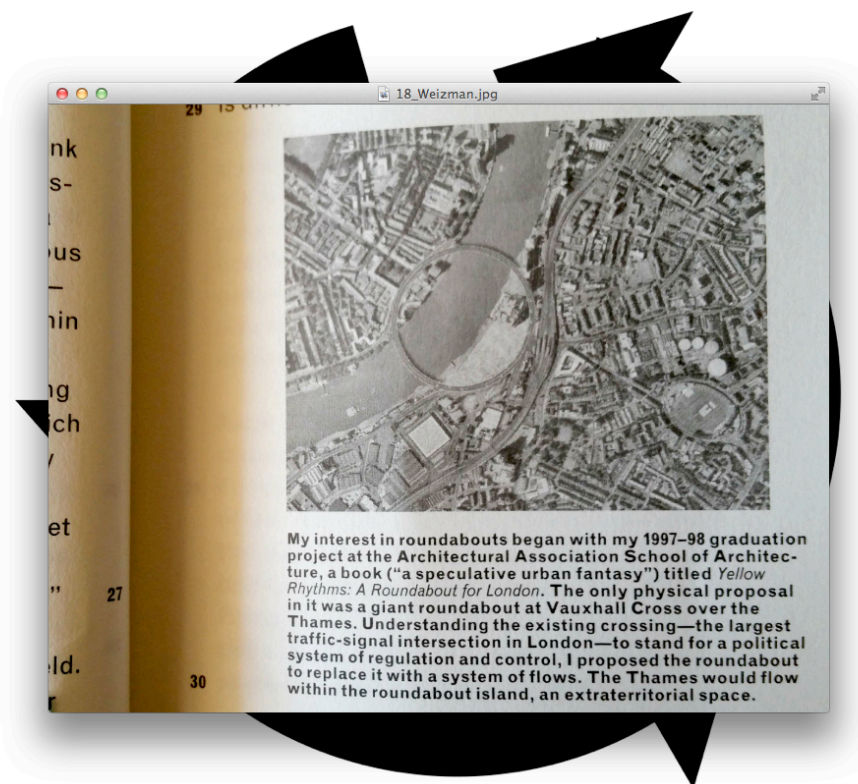 18_Weizman.jpg
nk
s-
us
—
in
ng
ich
et
”
27
ld.
29 is
30
My interest in roundabouts began with my 1997–98 graduation
project at the Architectural Association School of Architec-
ture, a book (“a speculative urban fantasy”) titled Yellow
Rhythms: A Roundabout for London. The only physical proposal
in it was a giant roundabout at Vauxhall Cross over the
Thames. Understanding the existing crossing—the largest
traffic-signal intersection in London—to stand for a political
system of regulation and control, I proposed the roundabout
to replace it with a system of flows. The Thames would flow
within the roundabout island, an extraterritorial space.